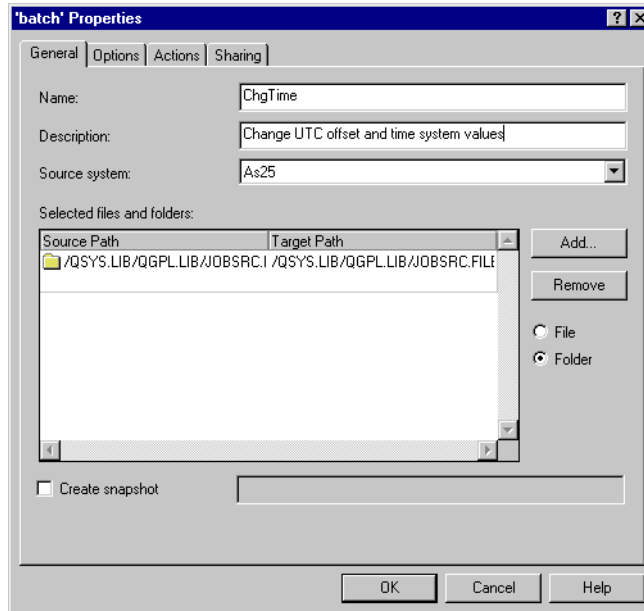 'batch' Properties
General Options Actions Sharing
Name: ChgTime
Description: Change UTC offset and time system values
Source system: As25
Selected files and folders:
Source Path Target Path
/QSYS.LIB/QGPL.LIB/JOBSRC.I /QSYS.LIB/QGPL.LIB/JOBSRC.FILE
Add...
Remove
File
Folder
Create snapshot
OK Cancel Help